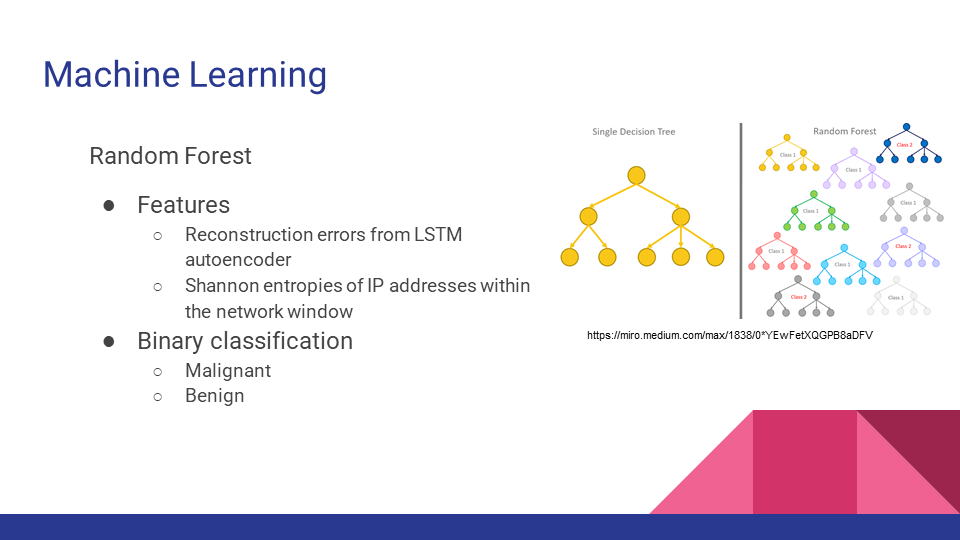 Machine Learning
Random Forest
● Features
○ Reconstruction errors from LSTM
autoencoder
○ Shannon entropies of IP addresses within
the network window
● Binary classification
○ Malignant
○ Benign
Single Decision Tree
Random Forest
Class 1
Class 2
Class 1
Class 1
Class 1
Class 1
Class 2
Class 1
Class 2
Class 1
https://miro.medium.com/max/1838/0*YEwFetXQGPB8aDFV